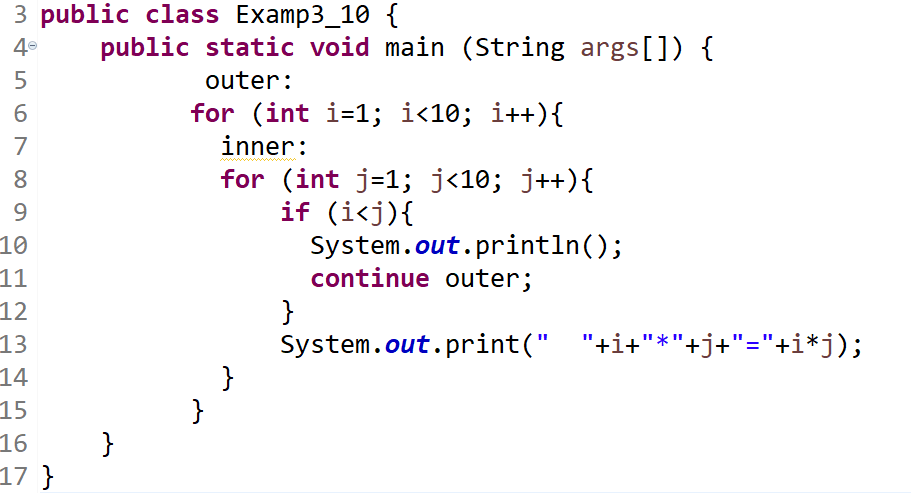 3 public class Examp3_10 {
4 public static void main (String args[]) {
5 outer:
6 for (int i=1; i<10; i++){
7 inner:
8 for (int j=1; j<10; j++){
9 if (i<j){
10 System.out.println();
11 continue outer;
12 }
13 System.out.print("  "+i+"*"+j+"="+i*j);
14 }
15 }
16 }
17 }